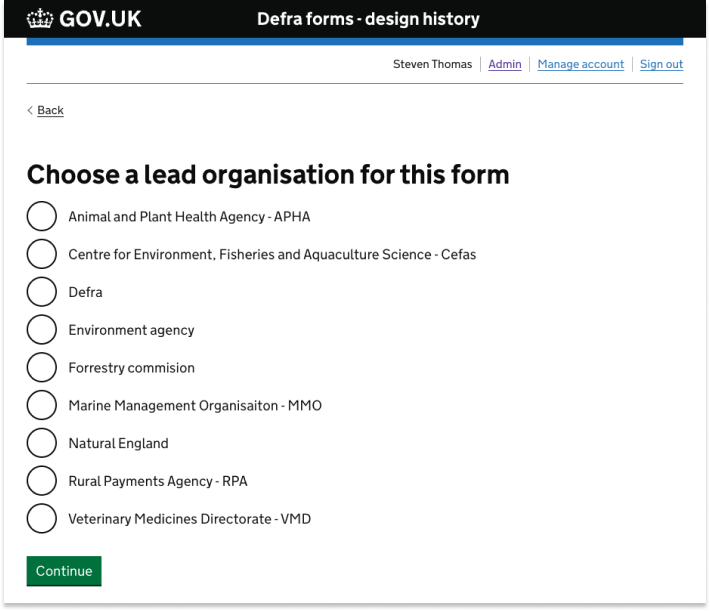 GOV.UK
Defra forms - design history
Steven Thomas Admin Manage account Sign out
Back
Choose a lead organisation for this form
Animal and Plant Health Agency - APHA
Centre for Environment, Fisheries and Aquaculture Science - Cefas
Defra
Environment agency
Forrestry commision
Marine Management Organisaiton - MMO
Natural England
Rural Payments Agency - RPA
Veterinary Medicines Directorate - VMD
Continue